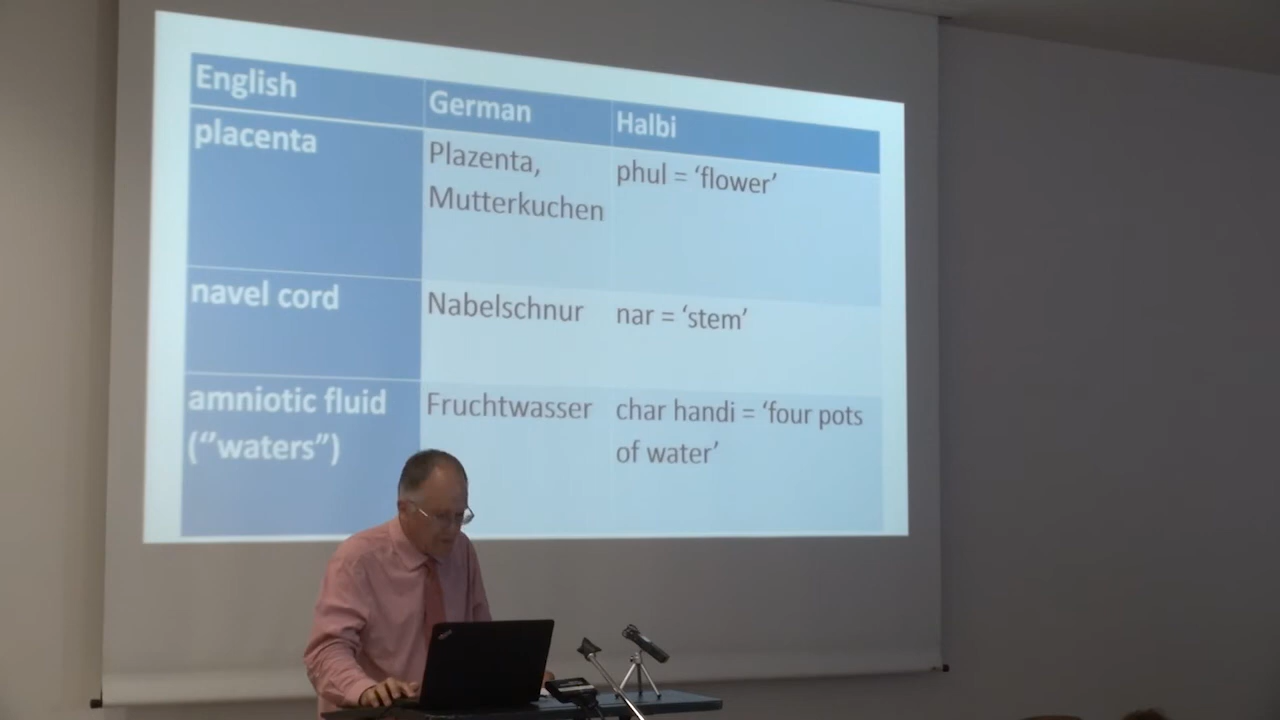 English
German
Halbi
placenta
Plazenta,
Mutterkuchen
phul = ‘flower’
navel cord
Nabelschnur
nar = ‘stem’
amniotic fluid
(‘’waters”)
Fruchtwasser
char handi = ‘four pots
of water’